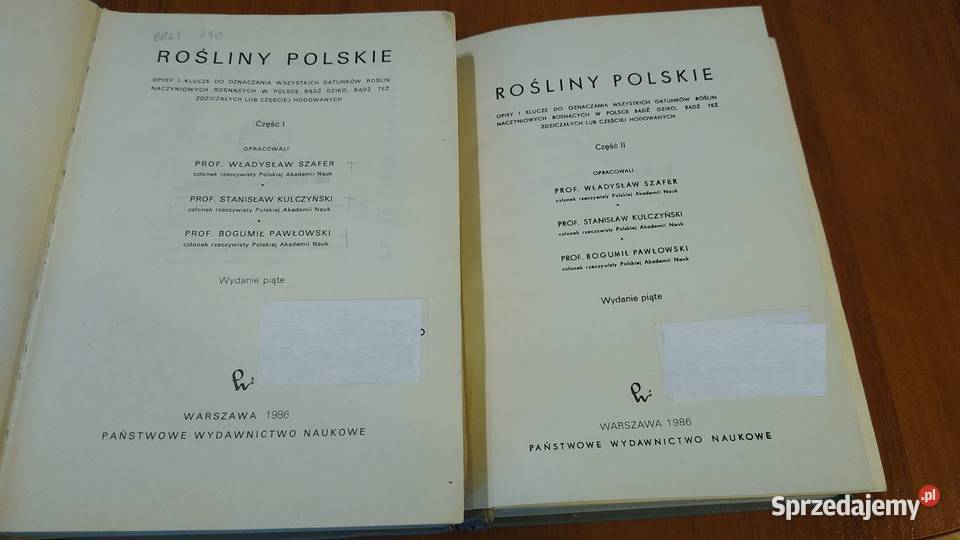 0065-790
ROŚLINY POLSKIE
OPISY I KLUCZE DO OZNACZANIA WSZYSTKICH GATUNKÓW ROŚLIN
NACZYNIOWYCH ROSNĄCYCH W POLSCE BĄDŹ DZIKO, BĄDŹ TEŻ
ZDZICZAŁYCH LUB CZĘŚCIEJ HODOWANYCH
Część I
OPRACOWALI
PROF. WŁADYSŁAW SZAFER
członek rzeczywisty Polskiej Akademii Nauk
PROF. STANISŁAW KULCZYŃSKI
członek rzeczywisty Polskiej Akademii Nauk
PROF. BOGUMIŁ PAWŁOWSKI
członek rzeczywisty Polskiej Akademii Nauk
Wydanie piąte
WARSZAWA 1986
PAŃSTWOWE WYDAWNICTWO NAUKOWE
ROŚLINY POLSKIE
OPISY I KLUCZE DO OZNACZANIA WSZYSTKICH GATUNKÓW ROŚLIN
NACZYNIOWYCH ROSNĄCYCH W POLSCE BĄDŹ DZIKO, BĄDŹ TEŻ
ZDZICZAŁYCH LUB CZĘŚCIEJ HODOWANYCH
Część II
OPRACOWALI
PROF. WŁADYSŁAW SZAFER
członek rzeczywisty Polskiej Akademii Nauk
PROF. STANISŁAW KULCZYŃSKI
członek rzeczywisty Polskiej Akademii Nauk
PROF. BOGUMIŁ PAWŁOWSKI
członek rzeczywisty Polskiej Akademii Nauk
Wydanie piąte
WARSZAWA 1986
PAŃSTWOWE WYDAWNICTWO NAUKOWE
Sprzedajemy.pl